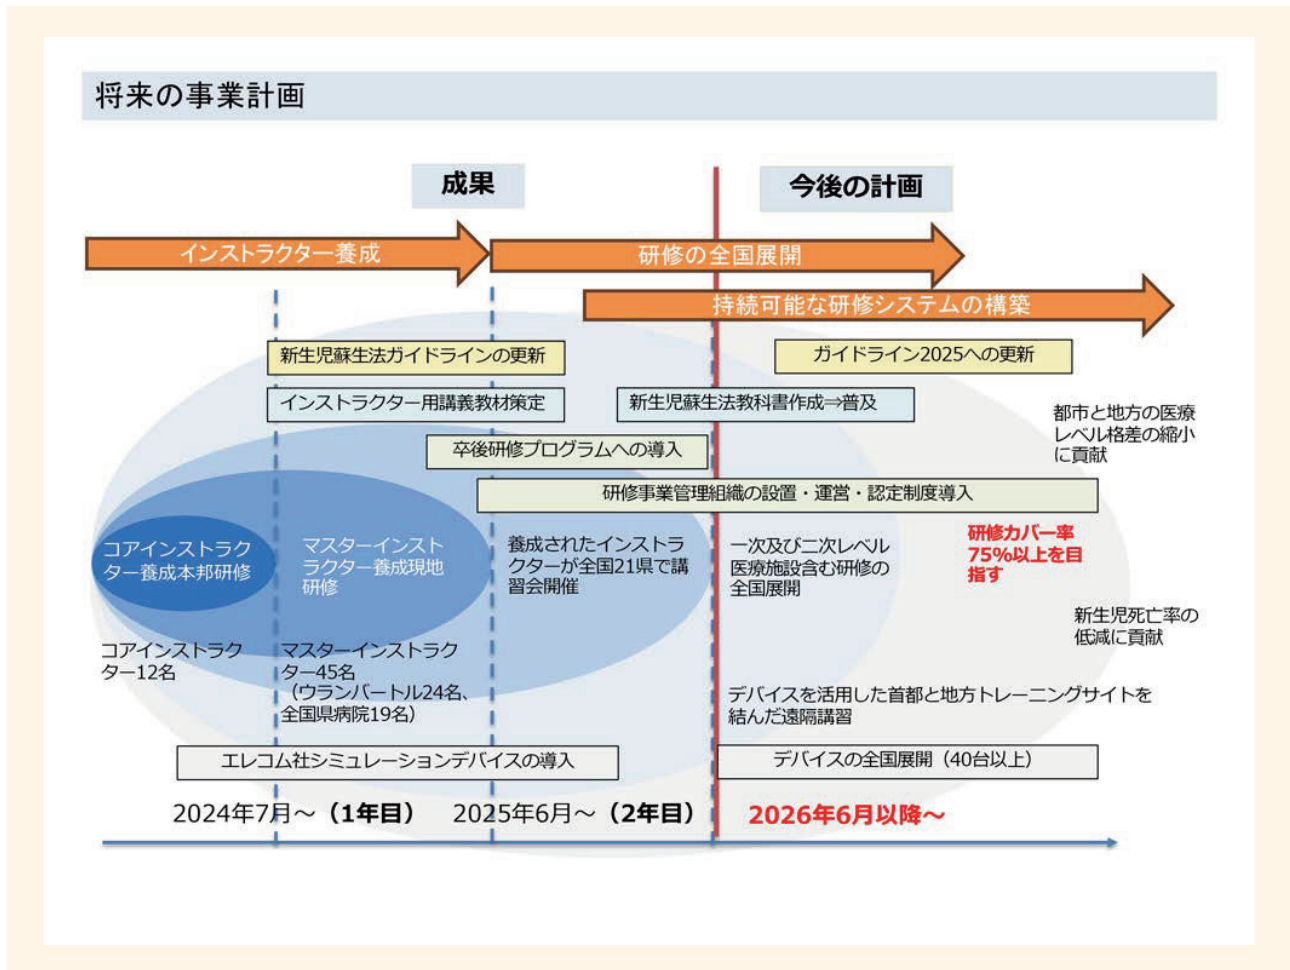 将来の事業計画
成果
今後の計画
インストラクター養成
研修の全国展開
持続可能な研修システムの構築
新生児蘇生法ガイドラインの更新
ガイドライン2025への更新
インストラクター用講義教材策定
新生児蘇生法教科書作成⇒普及
都市と地方の医療
レベル格差の縮小
に貢献
卒後研修プログラムへの導入
研修事業管理組織の設置・運営・認定制度導入
コアインストラク
ター養成本邦研修
マスターインスト
ラクター養成現地
研修
養成されたインストラ
クターが全国21県で講
習会開催
一次及び二次レベル
医療施設含む研修の
全国展開
研修カバー率
75%以上を目
指す
新生児死亡率の
低減に貢献
コアインストラク
ター12名
マスターインストラク
ター45名
（ウランバートル24名、
全国県病院19名）
デバイスを活用した首都と地方トレーニングサイトを
結んだ遠隔講習
エレコム社シミュレーションデバイスの導入
デバイスの全国展開（40台以上）
2024年7月～（1年目）
2025年6月～（2年目）
2026年6月以降～